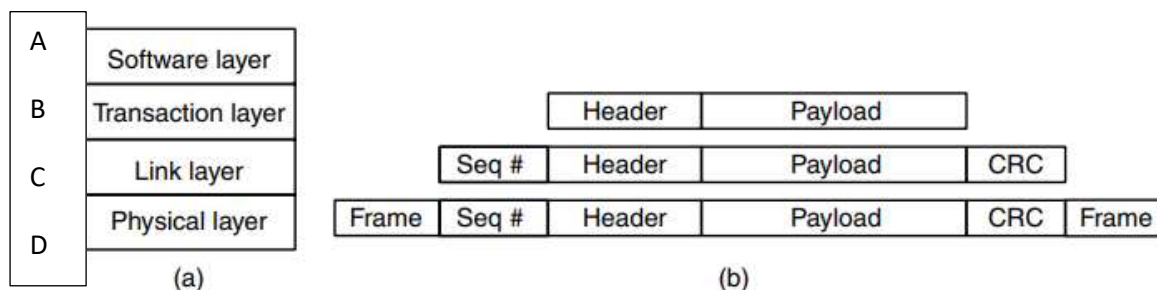 A
Software layer
B
Transaction layer
Header Payload
C
Link layer
Seq # Header Payload CRC
D
Physical layer
Frame Seq # Header Payload CRC Frame
(a)
(b)